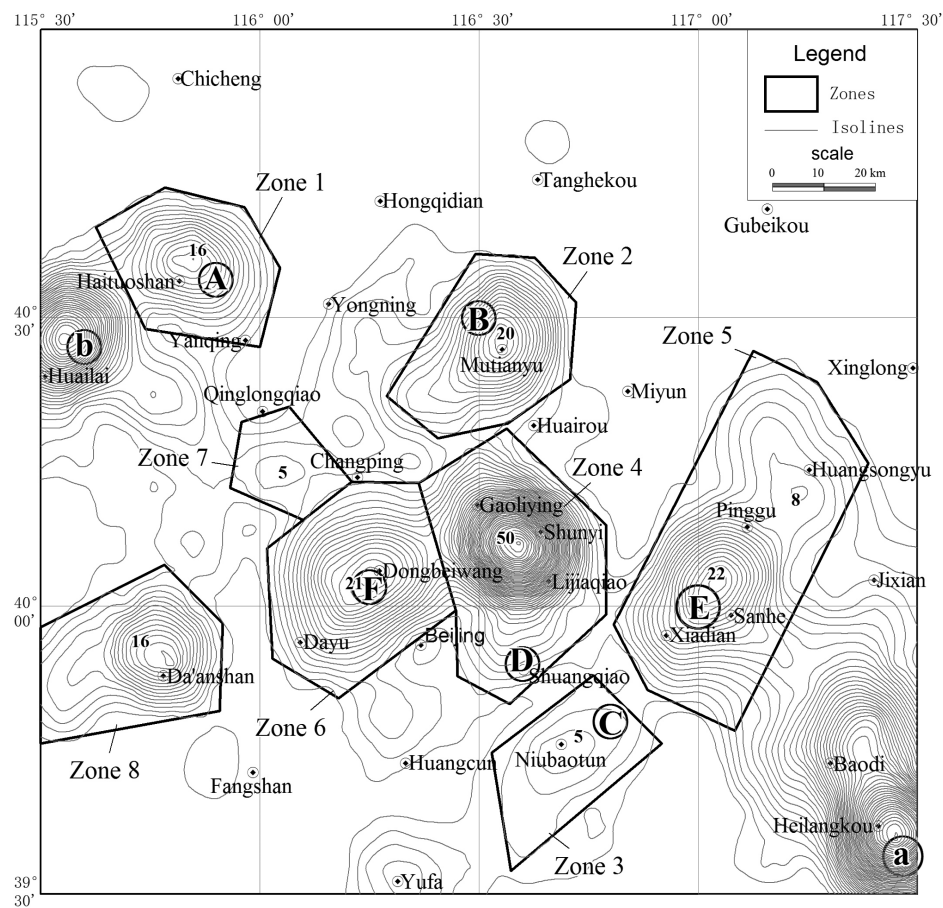 115° 30'
116° 00'
116° 30'
117° 00'
117° 30'
Legend
Zones
Isolines
scale
0 10 20 km
Chicheng
Tanghekou
Hongqidian
Gubeikou
Zone 1
16
A
Haituoshan
Zone 2
40°
30'
Yongning
B
20
Mutianyu
Zone 5
b
Yanqing
Huailai
Xinglong
Qinglongqiao
Miyun
Huairou
Zone 7
5
Changping
Zone 4
Huangsongyu
8
Gaoliying
Pinggu
Shunyi
50
21
F
Dongbeiwang
Lijiaqiao
22
E
Jixian
40°
00'
Sanhe
Xiadian
16
Dayu
Beiling
Da'anshan
D
Shuangqiao
Zone 6
C
5
Niubaotun
Zone 8
Huangcun
Fangshan
Baodi
Heilangkou
a
Zone 3
Yufa
39°
30'